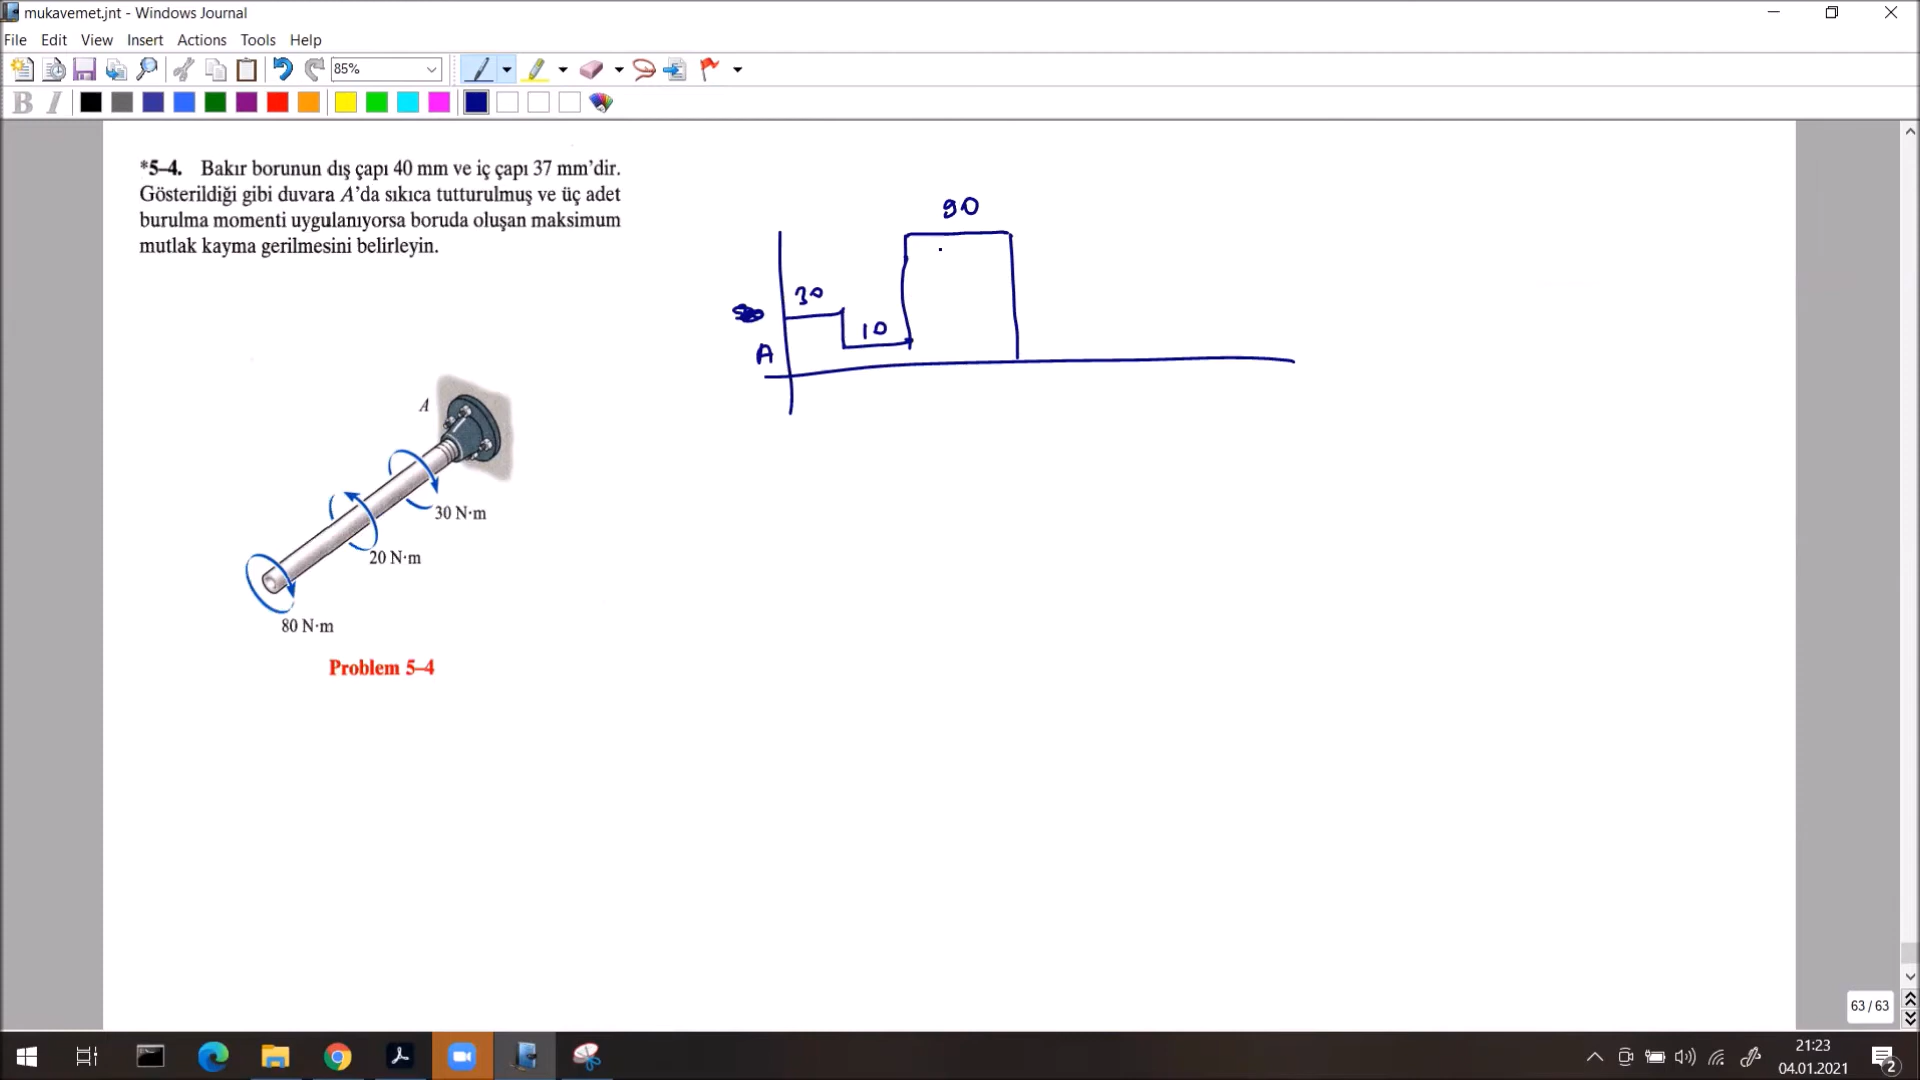 mukavemet.jnt - Windows Journal
File Edit View Insert Actions Tools Help
85%
B I
*5–4. Bakır borunun dış çapı 40 mm ve iç çapı 37 mm’dir.
Gösterildiği gibi duvara A’da sıkıca tutturulmuş ve üç adet
burulma momenti uygulanıyorsa boruda oluşan maksimum
mutlak kayma gerilmesini belirleyin.
90
30
10
A
A
30 N·m
20 N·m
80 N·m
Problem 5–4
63 / 63
21:23
04.01.2021
2